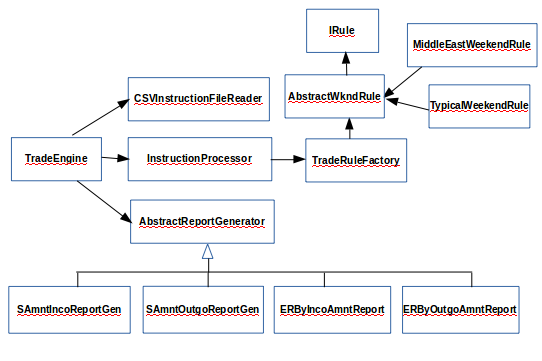 IRule
MiddleEastWeekendRule
CSVInstructionFileReader
AbstractWkndRule
TypicalWeekendRule
TradeEngine
InstructionProcessor
TradeRuleFactory
AbstractReportGenerator
SAmntIncoReportGen
SAmntOutgoReportGen
ERByIncoAmntReport
ERByOutgoAmntReport